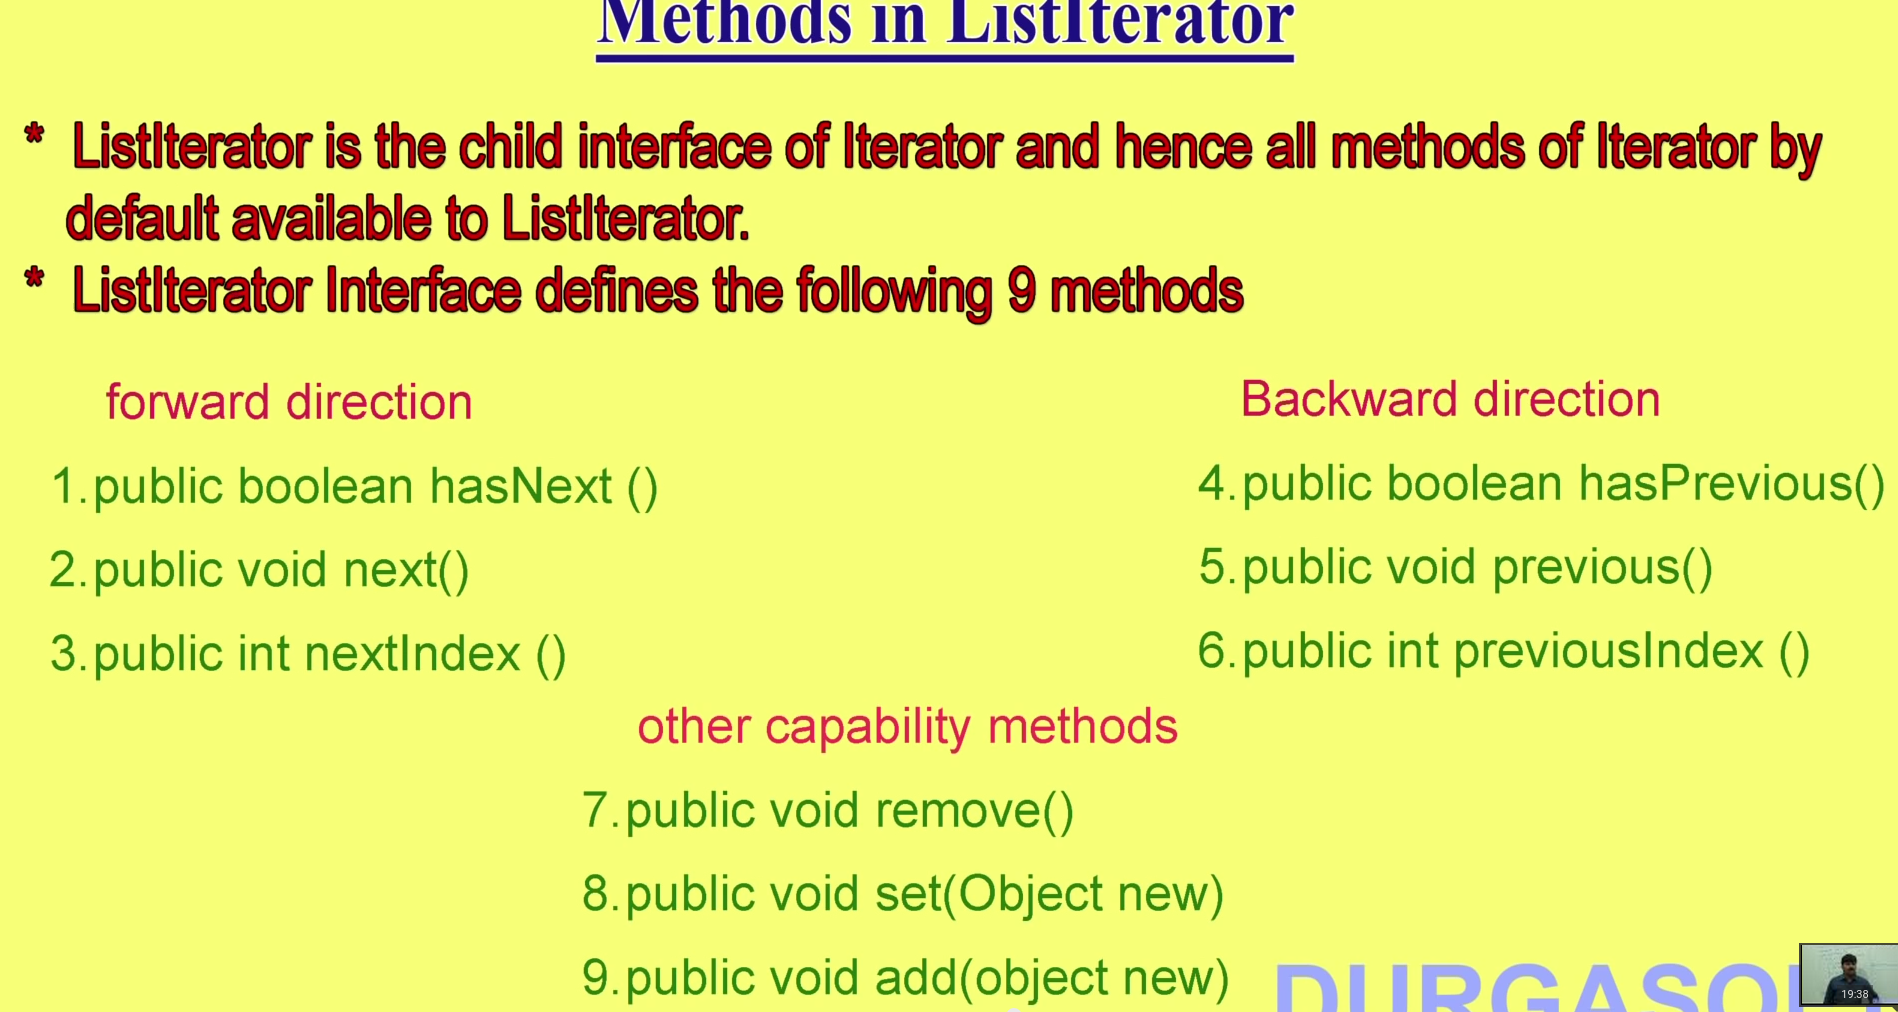 Methods in ListIterator
* ListIterator is the child interface of Iterator and hence all methods of Iterator by
default available to ListIterator.
* ListIterator Interface defines the following 9 methods
forward direction
1.public boolean hasNext ()
2.public void next()
3.public int nextIndex ()
Backward direction
4.public boolean hasPrevious()
5.public void previous()
6.public int previousIndex ()
other capability methods
7.public void remove()
8.public void set(Object new)
9.public void add(object new)
DURGASOFT
19:38